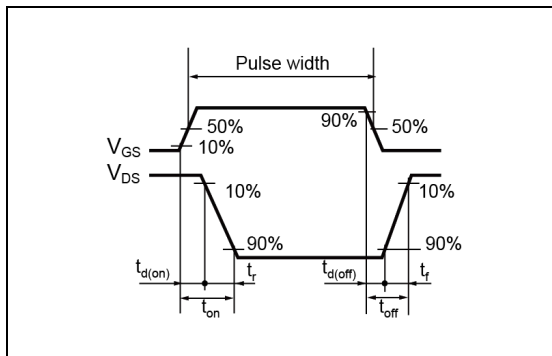 Pulse width
90%
50%
50%
VGS
10%
VDS
10%
10%
90%
90%
td(on)
tr
td(off)
tf
ton
toff